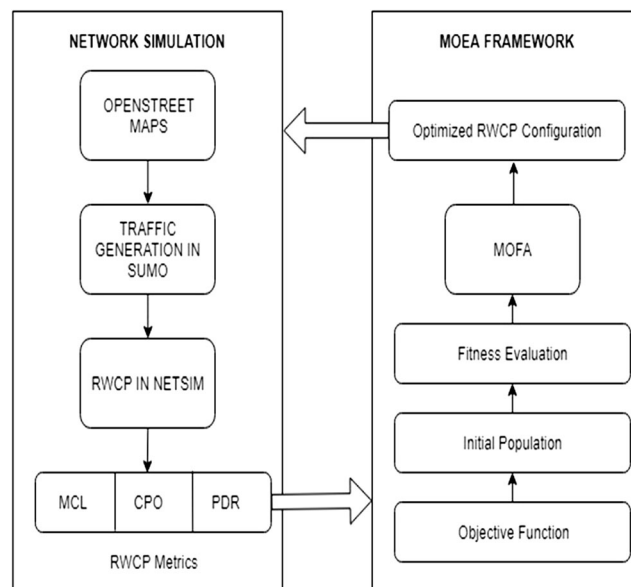 NETWORK SIMULATION
OPENSTREET
MAPS
TRAFFIC
GENERATION IN
SUMO
RWCP IN NETSIM
MCL
CPO
PDR
RWCP Metrics
MOEA FRAMEWORK
Optimized RWCP Configuration
MOFA
Fitness Evaluation
Initial Population
Objective Function